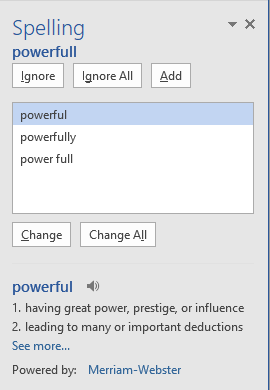 Spelling
powerfull
Ignore Ignore All Add
powerful
powerfully
power full
Change Change All
powerful
1. having great power, prestige, or influence
2. leading to many or important deductions
See more...
Powered by: Merriam-Webster